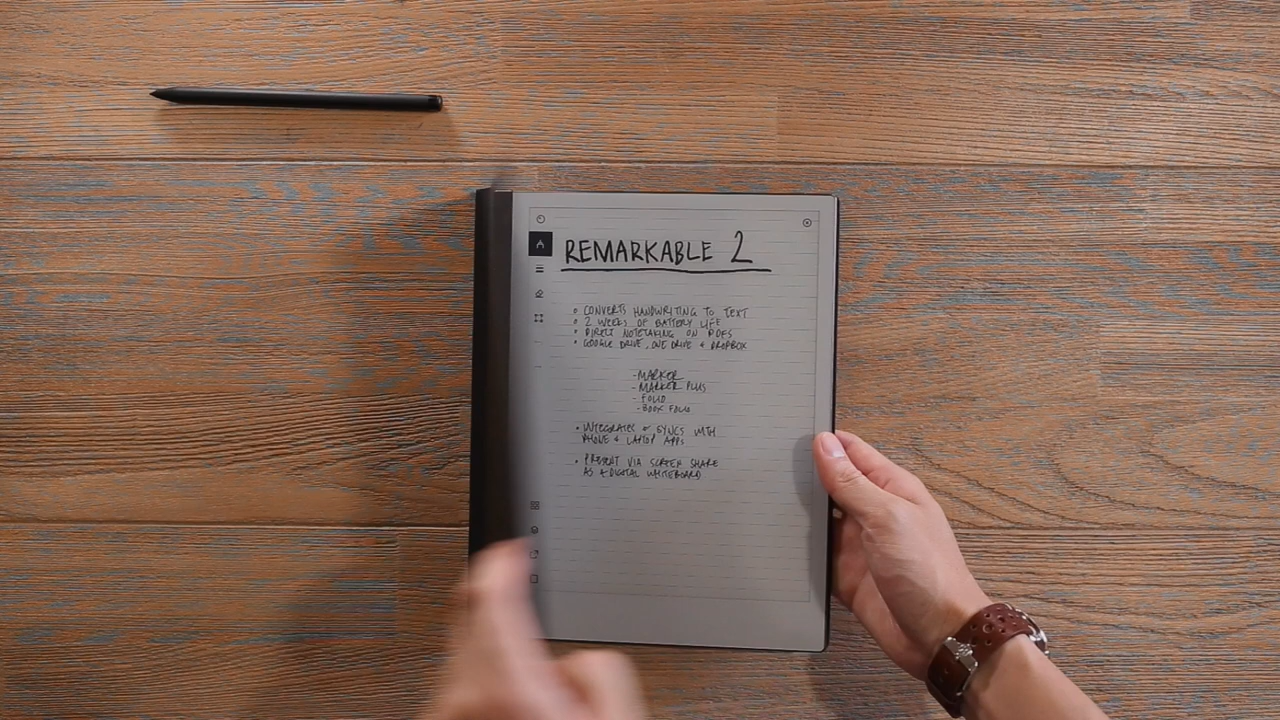 REMARKABLE 2
• CONVERTS HANDWRITING TO TEXT
• 2 WEEKS OF BATTERY LIFE
• DIRECT NOTETAKING ON PDFS
• GOOGLE DRIVE, ONE DRIVE & DROPBOX
- MARKER
- MARKER PLUS
- FOLIO
- BOOK FOLIO
• INTEGRATES & SYNCS WITH
PHONE & LAPTOP APPS
• PRESENT VIA SCREEN SHARE
AS A DIGITAL WHITEBOARD